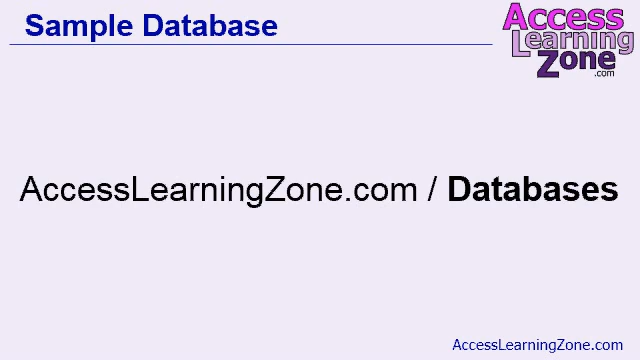 Sample Database
Access
Learning
Zone
.com
AccessLearningZone.com / Databases
AccessLearningZone.com